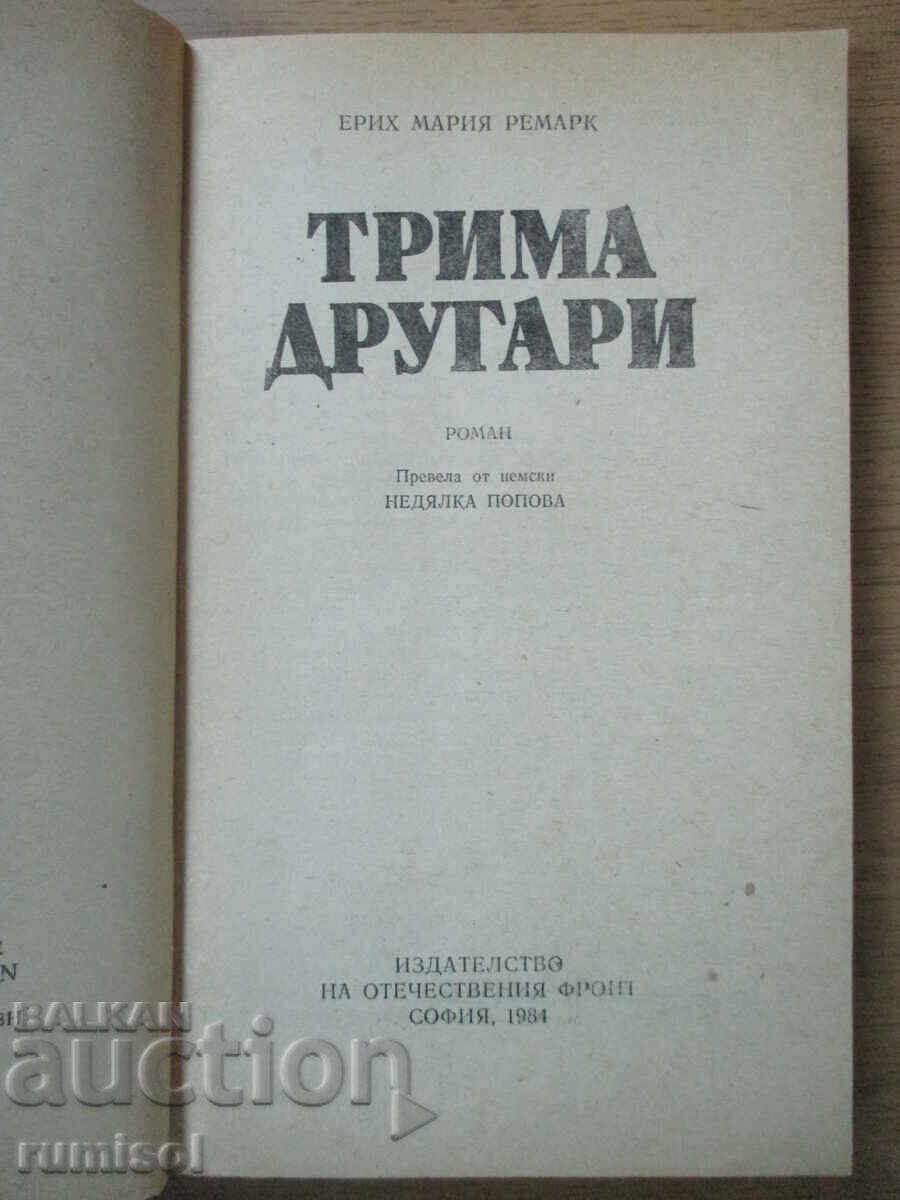 ЕРИХ МАРИЯ РЕМАРК
ТРИМА
ДРУГАРИ
РОМАН
Превела от немски
НЕДЯЛКА ПОПОВА
ИЗДАТЕЛСТВО
НА ОТЕЧЕСТВЕНИЯ ФРОНТ
СОФИЯ, 1984
BALKAN
auction
rumisol